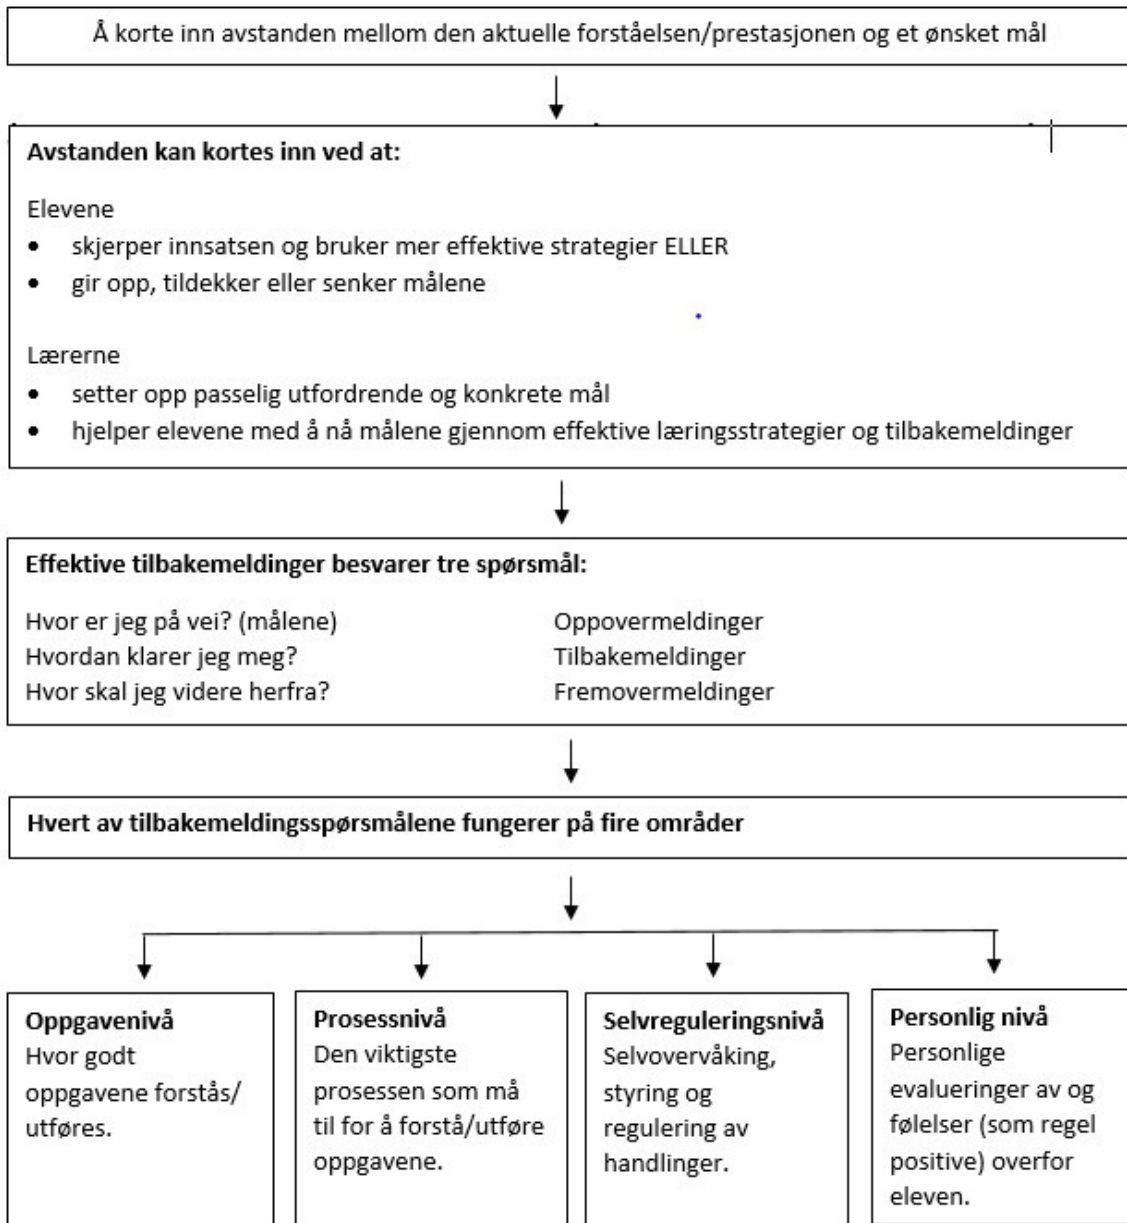 Å korte inn avstanden mellom den aktuelle forståelsen/prestasjonen og et ønsket mål
Avstanden kan kortes inn ved at:
Elevene
• skjerper innsatsen og bruker mer effektive strategier ELLER
• gir opp, tildekker eller senker målene
Lærerne
• setter opp passelig utfordrende og konkrete mål
• hjelper elevene med å nå målene gjennom effektive læringsstrategier og tilbakemeldinger
Effektive tilbakemeldinger besvarer tre spørsmål:
Hvor er jeg på vei? (målene) Oppovermeldinger
Hvordan klarer jeg meg? Tilbakemeldinger
Hvor skal jeg videre herfra? Fremovermeldinger
Hvert av tilbakemeldingsspørsmålene fungerer på fire områder
Oppgavenivå
Hvor godt
oppgavene forstås/
utføres.
Prosessnivå
Den viktigste
prosessen som må
til for å forstå/utføre
oppgavene.
Selvreguleringsnivå
Selvovervåking,
styring og
regulering av
handlinger.
Personlig nivå
Personlige
evalueringer av og
følelser (som regel
positive) overfor
eleven.